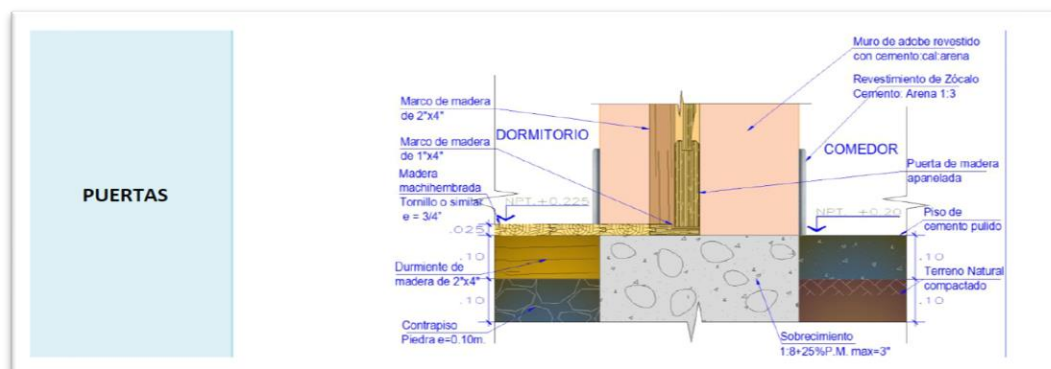 PUERTAS
Marco de madera
de 2"x4"
DORMITORIO
Marco de madera
de 1"x4"
Madera
machihembrada
Tornillo o similar
e = 3/4"
NPT. +0.225
.025
.10
Durmiente de
madera de 2"x4"
.10
Contrapiso
Piedra e=0.10m.
Muro de adobe revestido
con cemento:cal:arena
Revestimiento de Zócalo
Cemento: Arena 1:3
COMEDOR
Puerta de madera
apanelada
NPT. +0.20
Piso de
cemento pulido
.10
Terreno Natural
compactado
.10
Sobrecimiento
1:8+25%P.M. max=3"